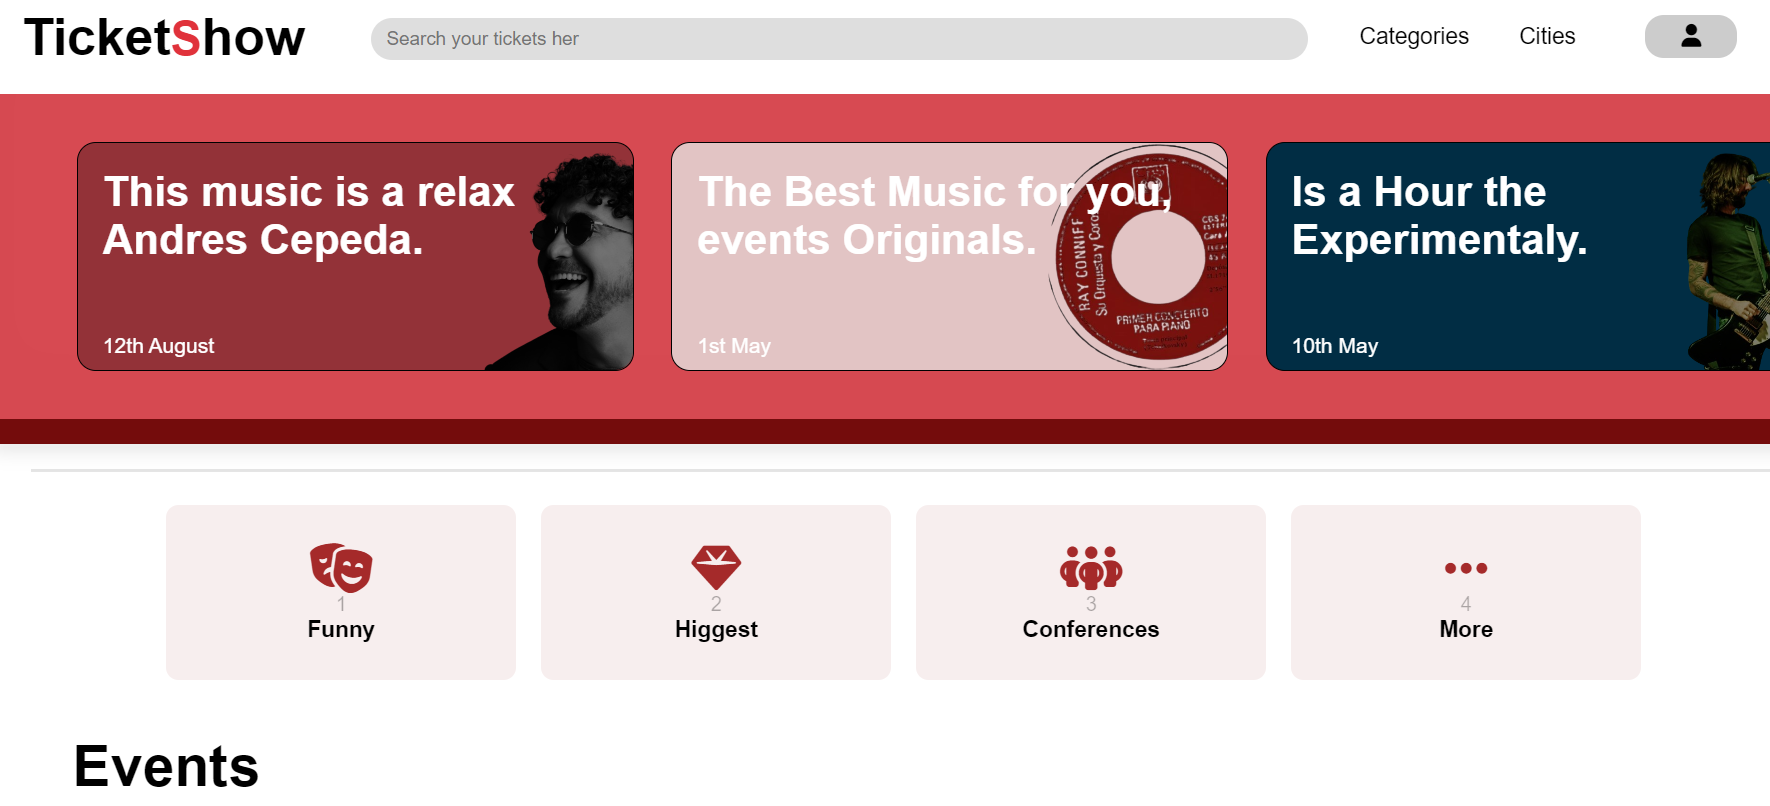 TicketShow
Search your tickets her
Categories
Cities
This music is a relax
Andres Cepeda.
12th August
The Best Music for you,
events Originals.
1st May
RAY CONNIFF
Su Orquesta y Coro
PRIMER CONCIERTO
PARA PIANO
Is a Hour the
Experimentaly.
10th May
1
Funny
2
Higgest
3
Conferences
4
More
Events